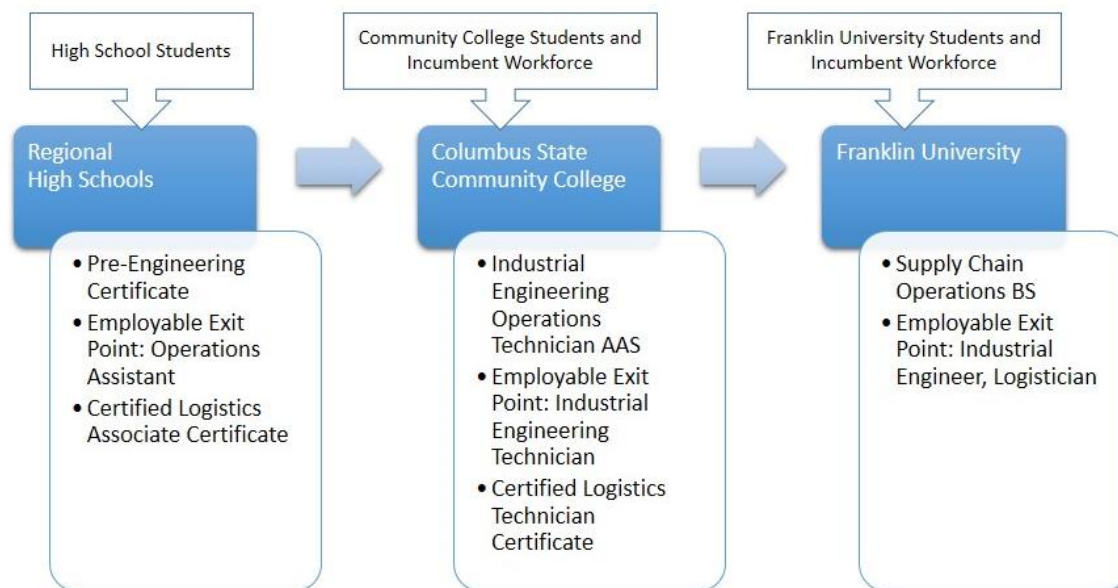 High School Students
Community College Students and
Incumbent Workforce
Franklin University Students and
Incumbent Workforce
Regional
High Schools
Columbus State
Community College
Franklin University
• Pre-Engineering
Certificate
• Employable Exit
Point: Operations
Assistant
• Certified Logistics
Associate Certificate
• Industrial
Engineering
Operations
Technician AAS
• Employable Exit
Point: Industrial
Engineering
Technician
• Certified Logistics
Technician
Certificate
• Supply Chain
Operations BS
• Employable Exit
Point: Industrial
Engineer, Logistician